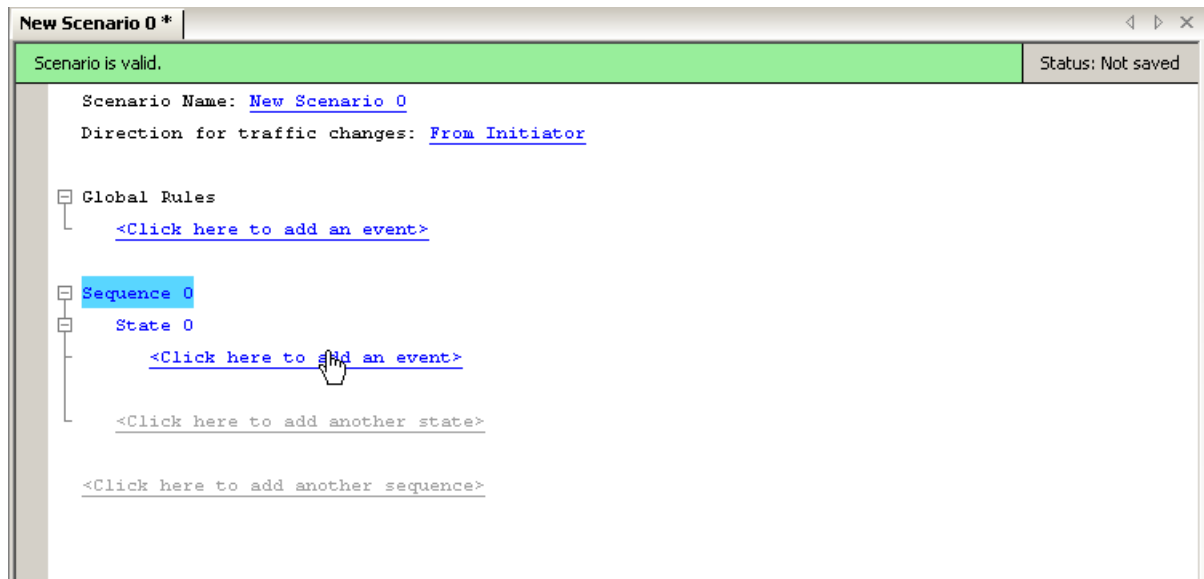 New Scenario 0 *
Scenario is valid.
Status: Not saved
Scenario Name: New Scenario 0
Direction for traffic changes: From Initiator
Global Rules
<Click here to add an event>
Sequence 0
State 0
<Click here to add an event>
<Click here to add another state>
<Click here to add another sequence>